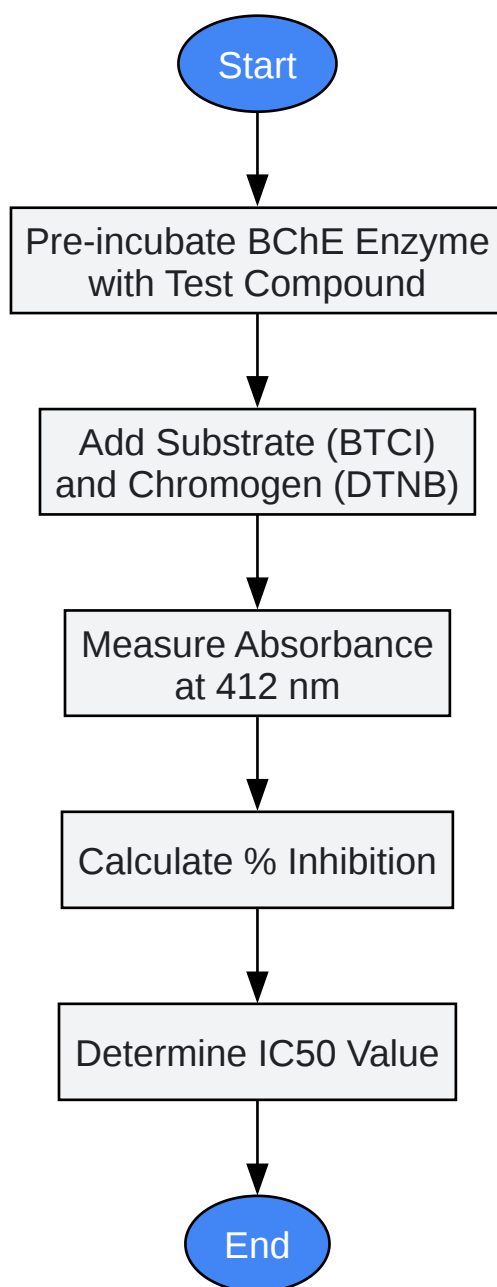 Start
Pre-incubate BChE Enzyme
with Test Compound
Add Substrate (BTCI)
and Chromogen (DTNB)
Measure Absorbance
at 412 nm
Calculate % Inhibition
Determine IC50 Value
End